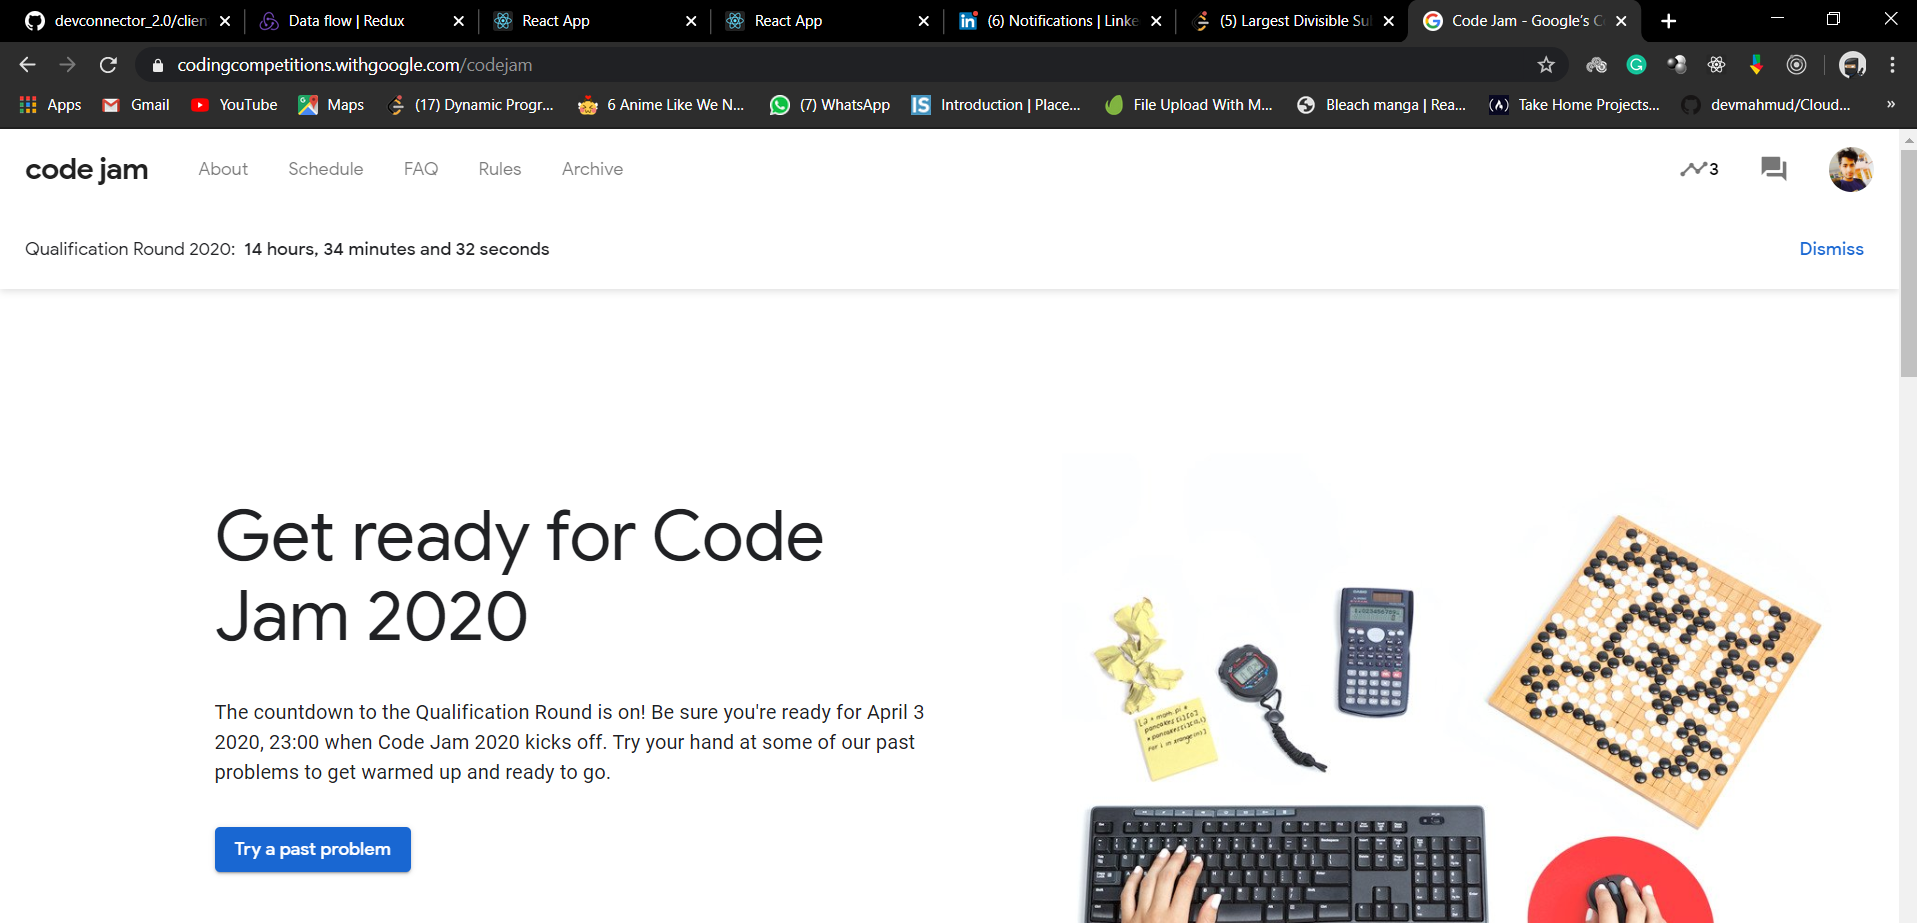 devconnector_2.0/clien
Data flow | Redux
React App
React App
(6) Notifications | Linke
(5) Largest Divisible Su
Code Jam - Google's C
codingcompetitions.withgoogle.com/codejam
Apps
Gmail
YouTube
Maps
(17) Dynamic Progr...
6 Anime Like We N...
(7) WhatsApp
IS
Introduction | Place...
File Upload With M...
Bleach manga | Rea...
Take Home Projects...
devmahmud/Cloud...
»
code jam
About
Schedule
FAQ
Rules
Archive
3
Qualification Round 2020: 14 hours, 34 minutes and 32 seconds
Dismiss
Get ready for Code
Jam 2020
The countdown to the Qualification Round is on! Be sure you're ready for April 3
2020, 23:00 when Code Jam 2020 kicks off. Try your hand at some of our past
problems to get warmed up and ready to go.
Try a past problem